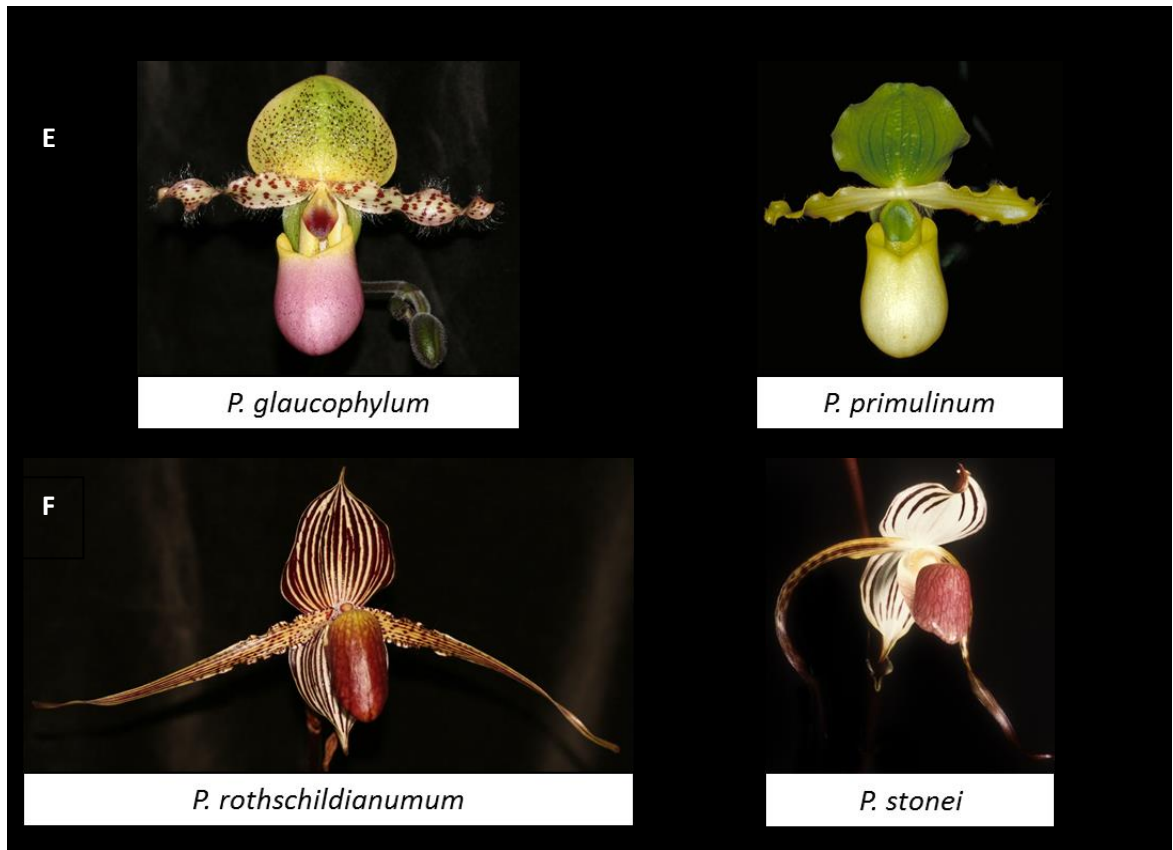 E
P. glaucophylum
P. primulinum
F
P. rothschildianumum
P. stonei